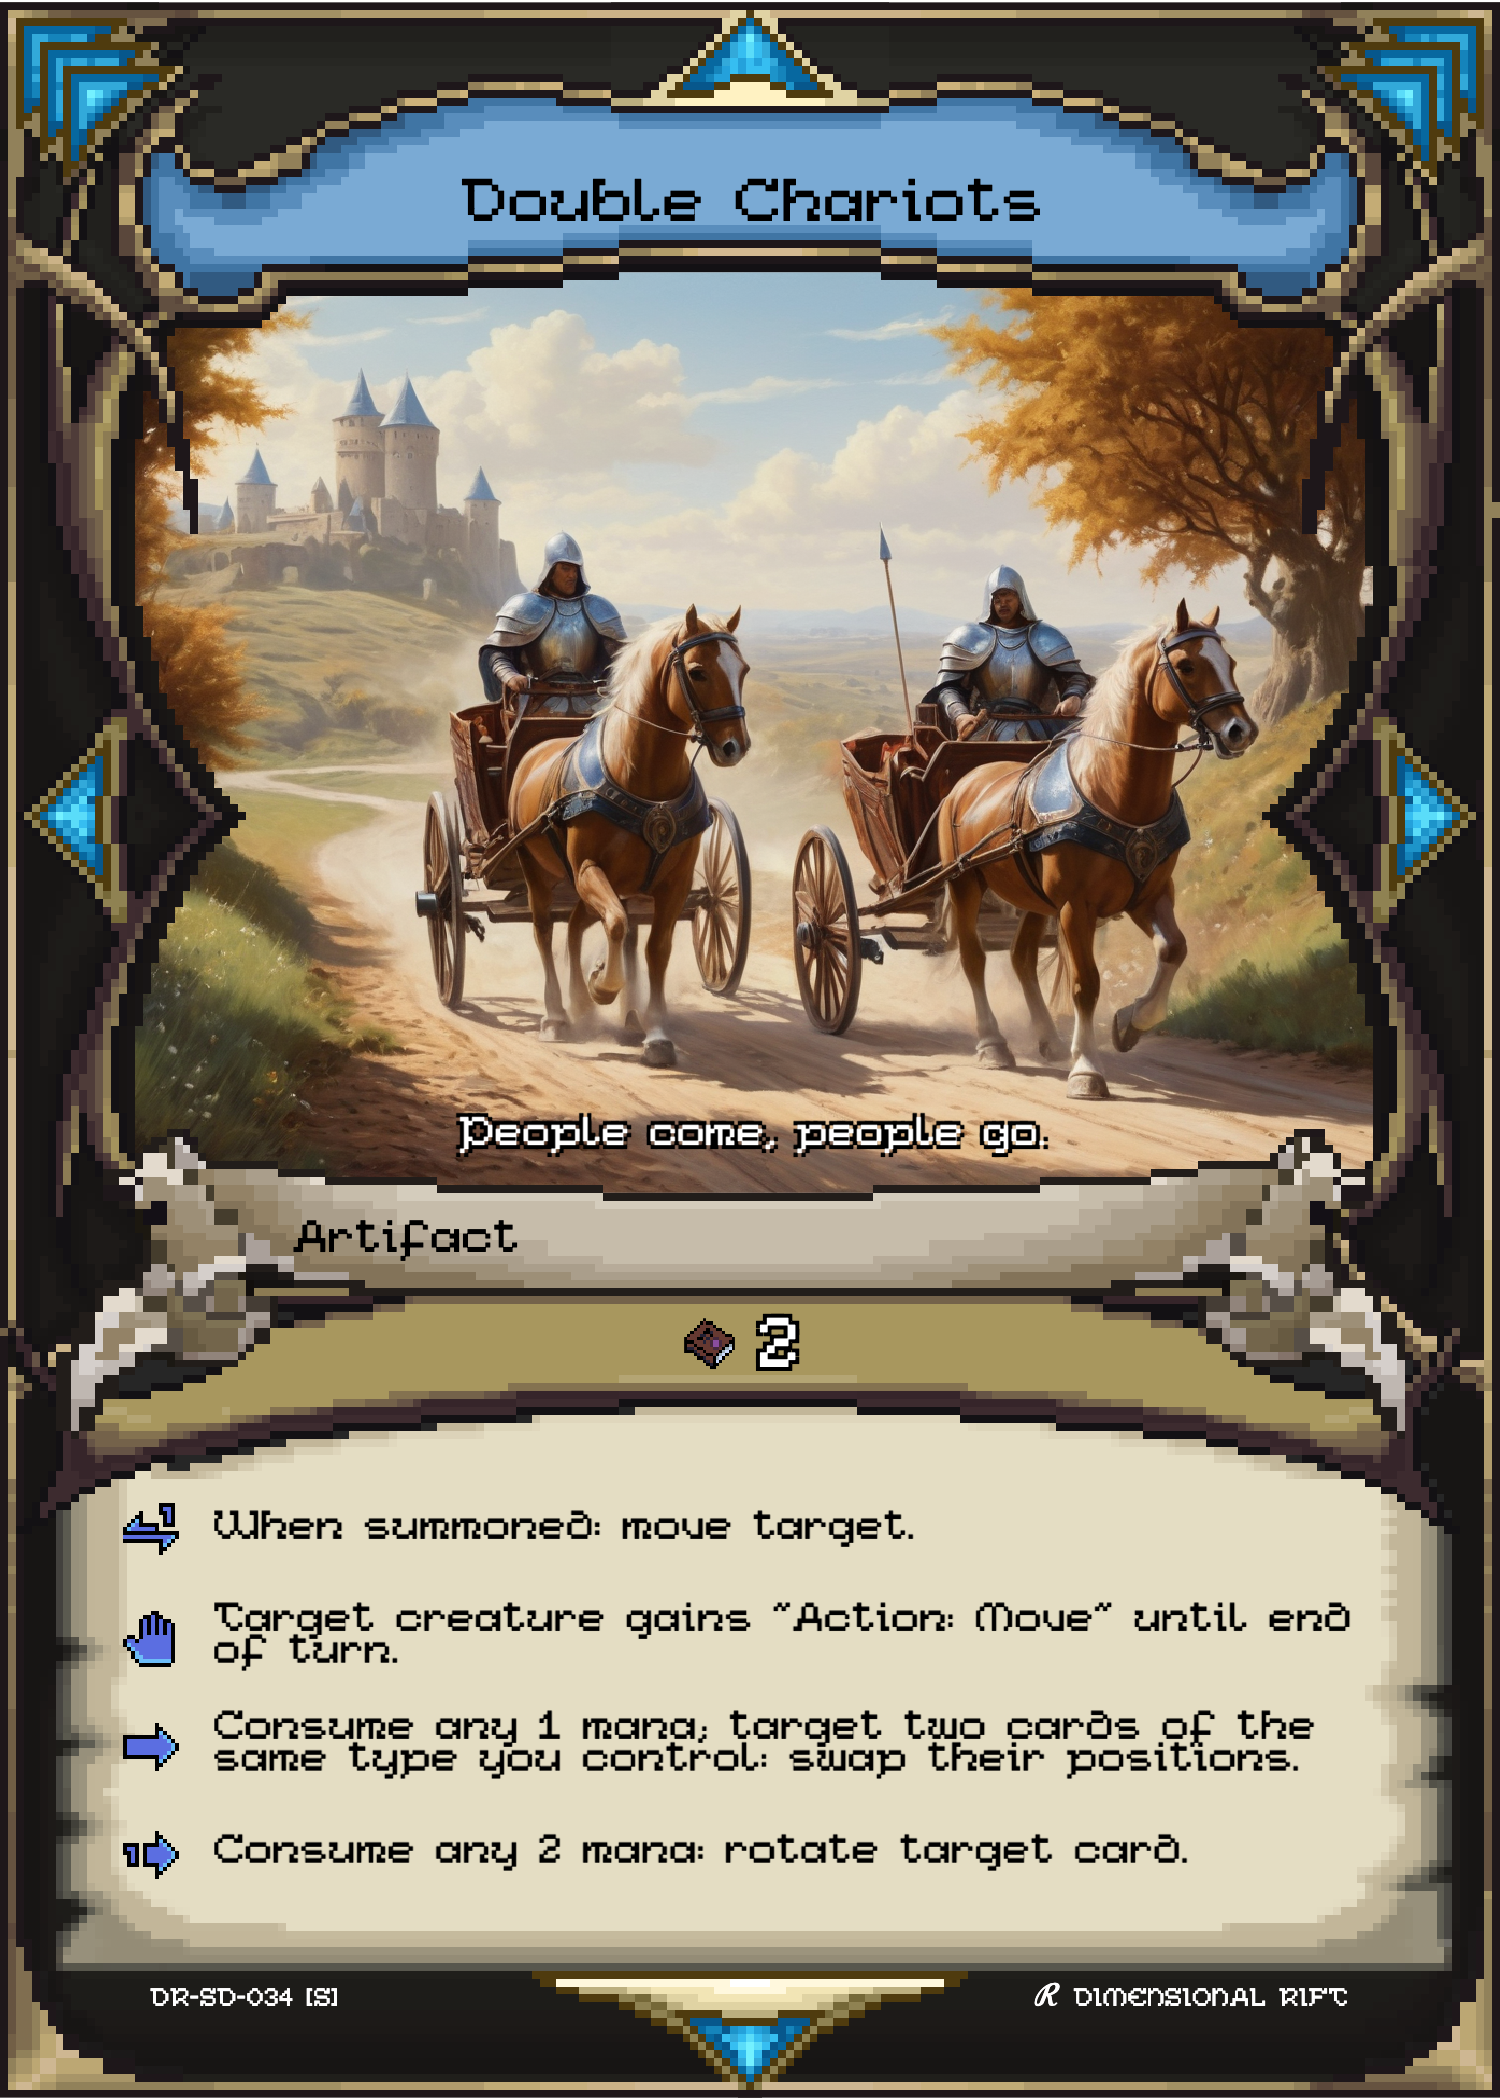 Double Chariots
People come, people go.
Artifact
2
When summoned: move target.
Target creature gains "Action: Move" until end
of turn.
Consume any 1 mana; target two cards of the
same type you control: swap their positions.
Consume any 2 mana: rotate target card.
DR-SD-034 [S]
R DIMENSIONAL RIFT